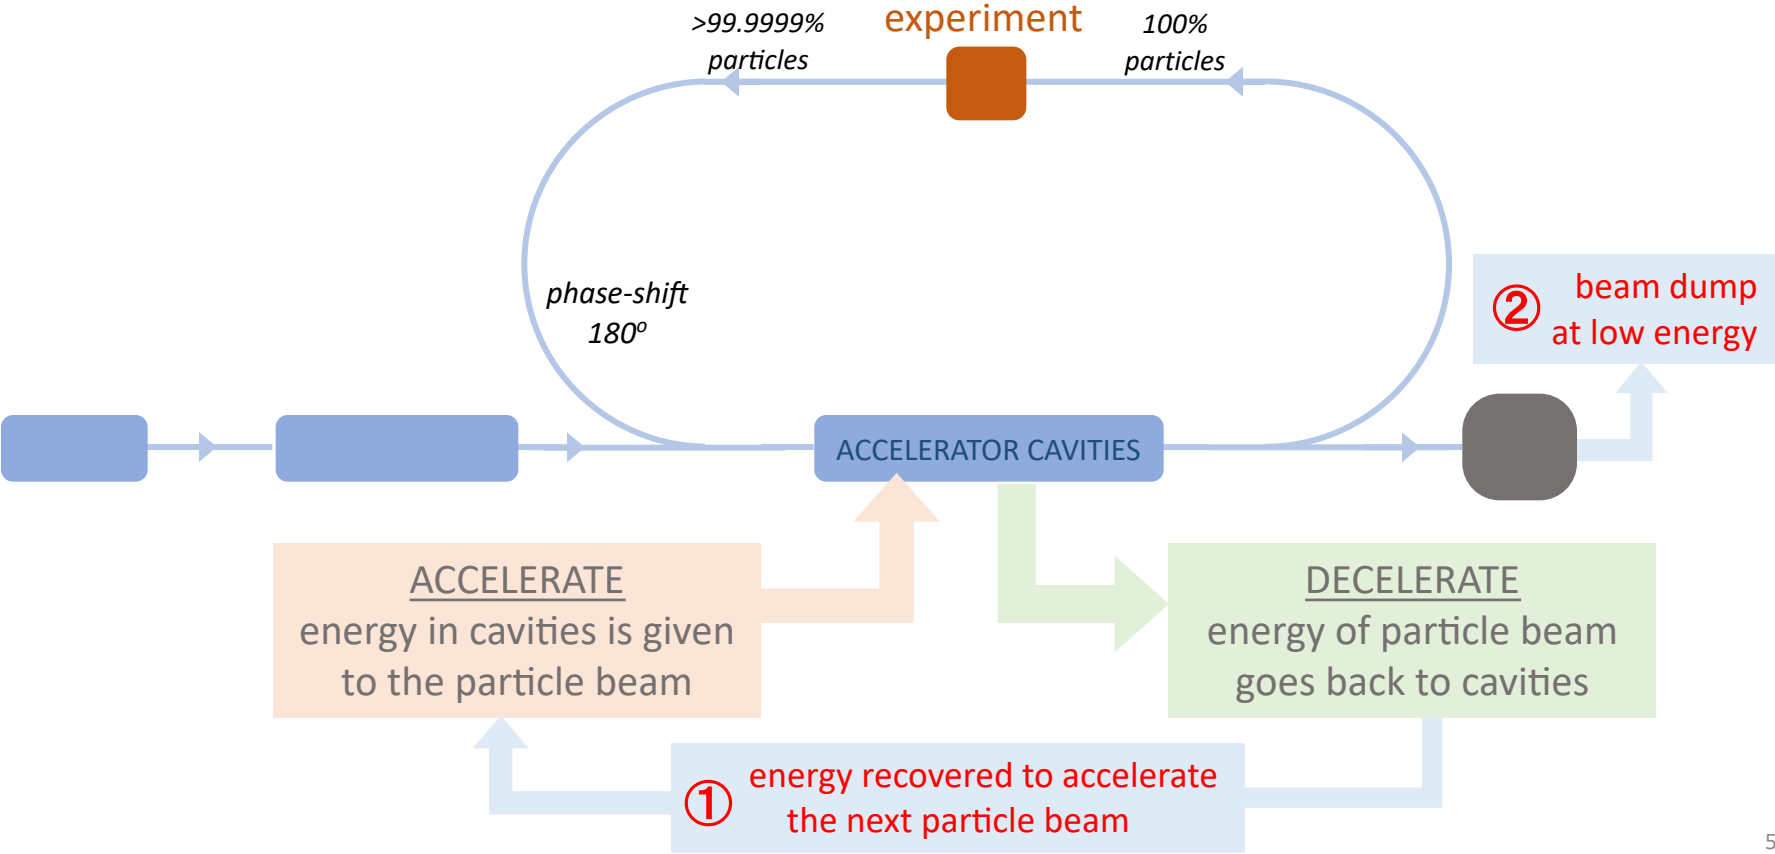 >99.9999%
particles
experiment
100%
particles
phase-shift
180º
② beam dump
at low energy
ACCELERATOR CAVITIES
ACCELERATE
energy in cavities is given
to the particle beam
DECELERATE
energy of particle beam
goes back to cavities
① energy recovered to accelerate
the next particle beam
5